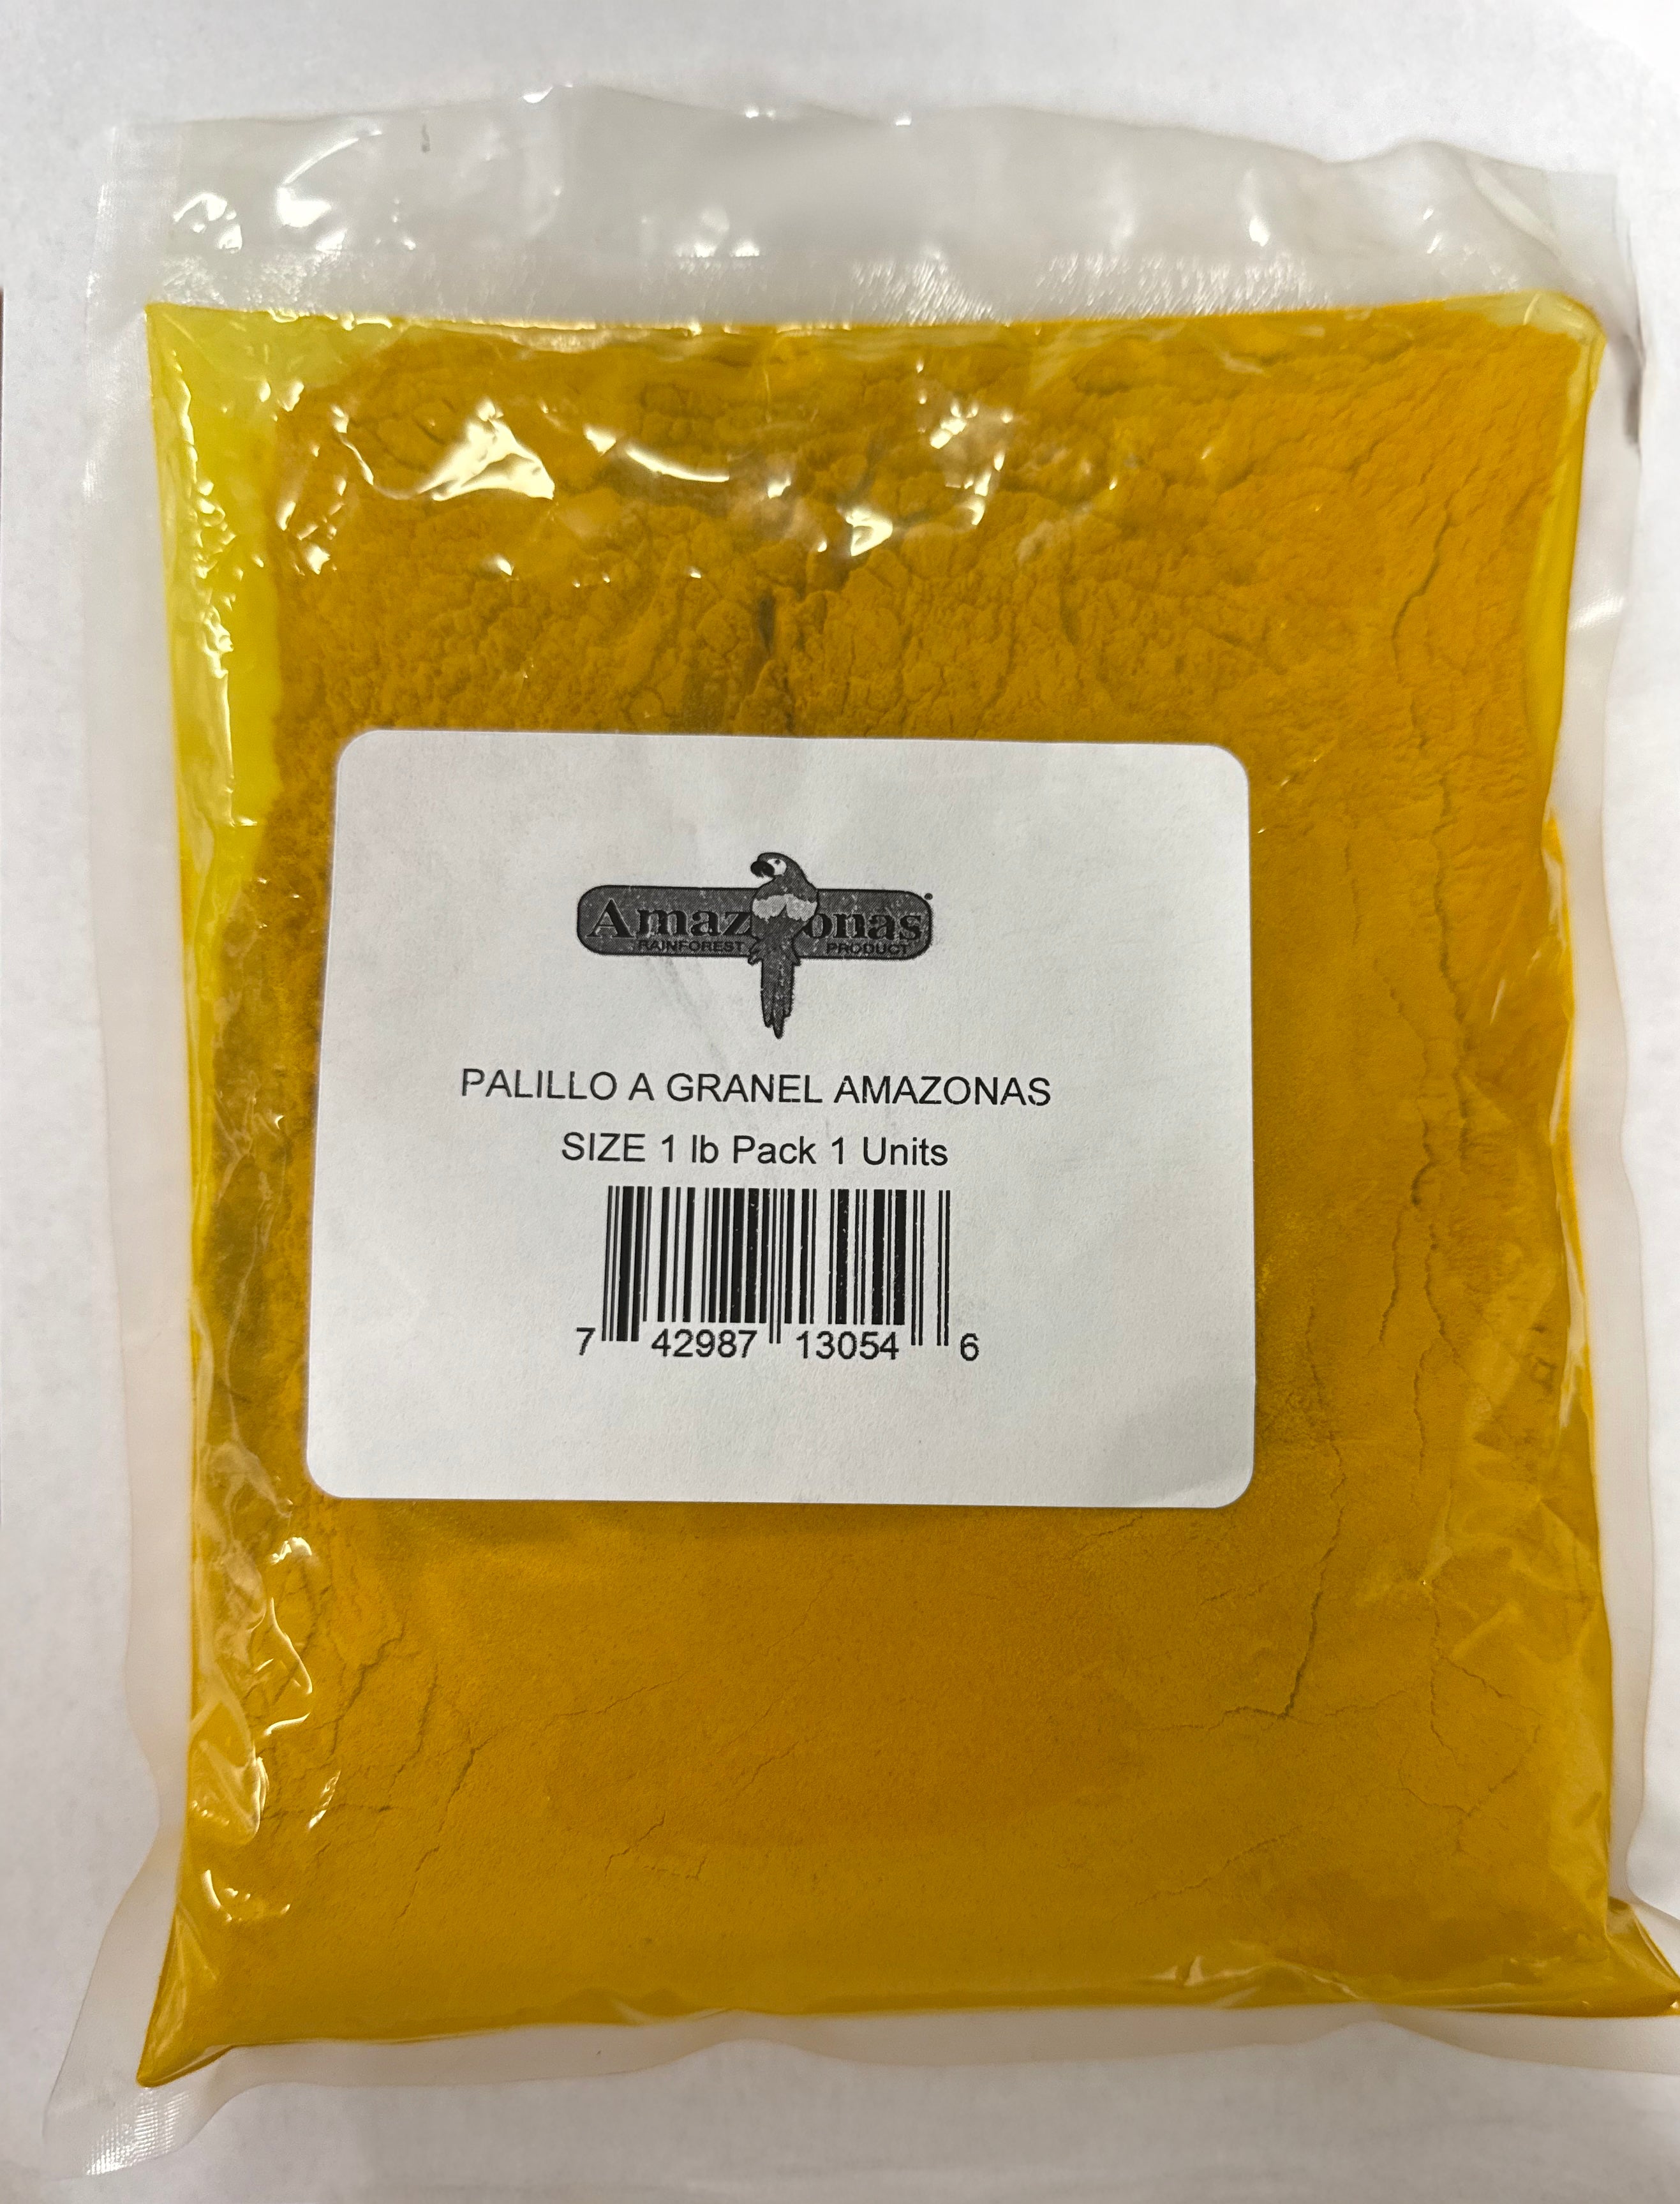 Amazonas
RAINFOREST PRODUCT
PALILLO A GRANEL AMAZONAS
SIZE 1 lb Pack 1 Units
7 42987 13054 6